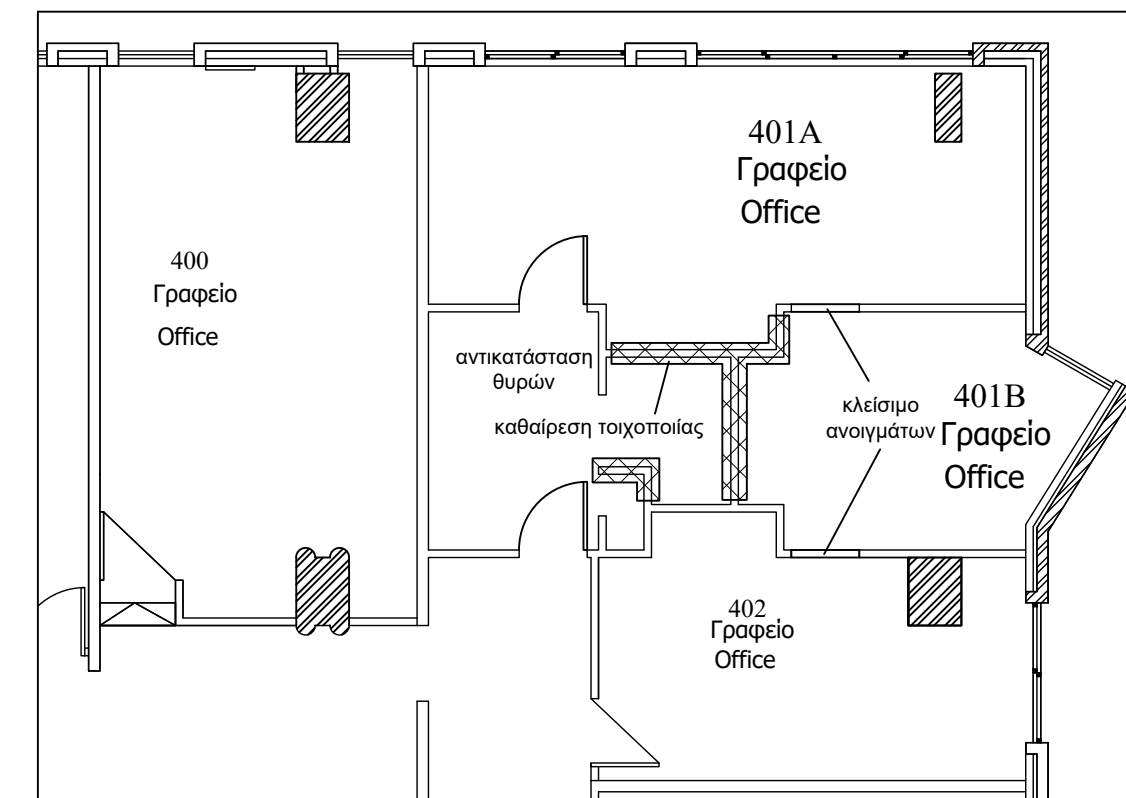 401A
Γραφείο
Office
400
Γραφείο
Office
αντικατάσταση
θυρών
καθαίρεση τοιχοποιίας
κλείσιμο
ανοιγμάτων
401B
Γραφείο
Office
402
Γραφείο
Office